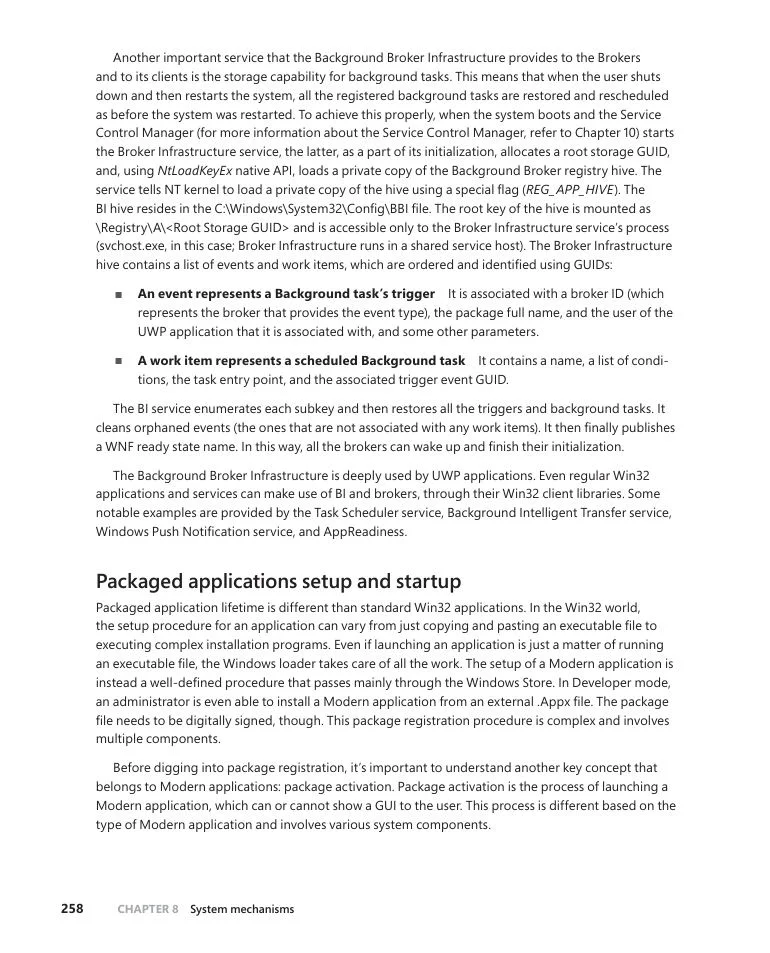 Another important service that the Background Broker Infrastructure provides to the Brokers
and to its clients is the storage capability for background tasks. This means that when the user shuts
down and then restarts the system, all the registered background tasks are restored and rescheduled
as before the system was restarted. To achieve this properly, when the system boots and the Service
Control Manager (for more information about the Service Control Manager, refer to Chapter 10) starts
the Broker Infrastructure service, the latter, as a part of its initialization, allocates a root storage GUID,
and, using NtLoadKeyEx native API, loads a private copy of the Background Broker registry hive. The
service tells NT kernel to load a private copy of the hive using a special flag (REG_APP_HIVE). The
BI hive resides in the C:\Windows\System32\Config\BBI file. The root key of the hive is mounted as
\Registry\A\<Root Storage GUID> and is accessible only to the Broker Infrastructure service's process
(svchost.exe, in this case; Broker Infrastructure runs in a shared service host). The Broker Infrastructure
hive contains a list of events and work items, which are ordered and identified using GUIDs:
■ An event represents a Background task's trigger It is associated with a broker ID (which
represents the broker that provides the event type), the package full name, and the user of the
UWP application that it is associated with, and some other parameters.
■ A work item represents a scheduled Background task It contains a name, a list of condi-
tions, the task entry point, and the associated trigger event GUID.
The BI service enumerates each subkey and then restores all the triggers and background tasks. It
cleans orphaned events (the ones that are not associated with any work items). It then finally publishes
a WNF ready state name. In this way, all the brokers can wake up and finish their initialization.
The Background Broker Infrastructure is deeply used by UWP applications. Even regular Win32
applications and services can make use of BI and brokers, through their Win32 client libraries. Some
notable examples are provided by the Task Scheduler service, Background Intelligent Transfer service,
Windows Push Notification service, and AppReadiness.
Packaged applications setup and startup
Packaged application lifetime is different than standard Win32 applications. In the Win32 world,
the setup procedure for an application can vary from just copying and pasting an executable file to
executing complex installation programs. Even if launching an application is just a matter of running
an executable file, the Windows loader takes care of all the work. The setup of a Modern application is
instead a well-defined procedure that passes mainly through the Windows Store. In Developer mode,
an administrator is even able to install a Modern application from an external .Appx file. The package
file needs to be digitally signed, though. This package registration procedure is complex and involves
multiple components.
Before digging into package registration, it's important to understand another key concept that
belongs to Modern applications: package activation. Package activation is the process of launching a
Modern application, which can or cannot show a GUI to the user. This process is different based on the
type of Modern application and involves various system components.
258 CHAPTER 8 System mechanisms